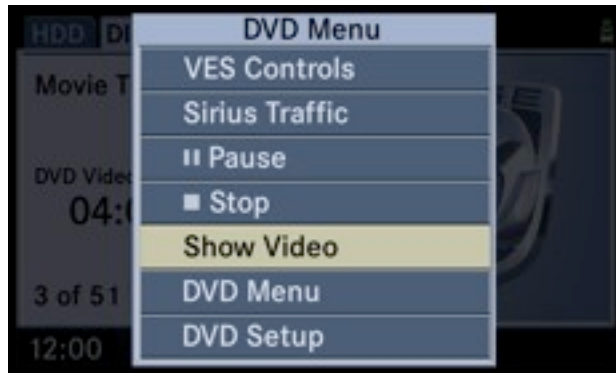 HDD
DVD Menu
VES Controls
Movie T
Sirius Traffic
Pause
DVD Video
Stop
04:
Show Video
3 of 51
DVD Menu
DVD Setup
12:00